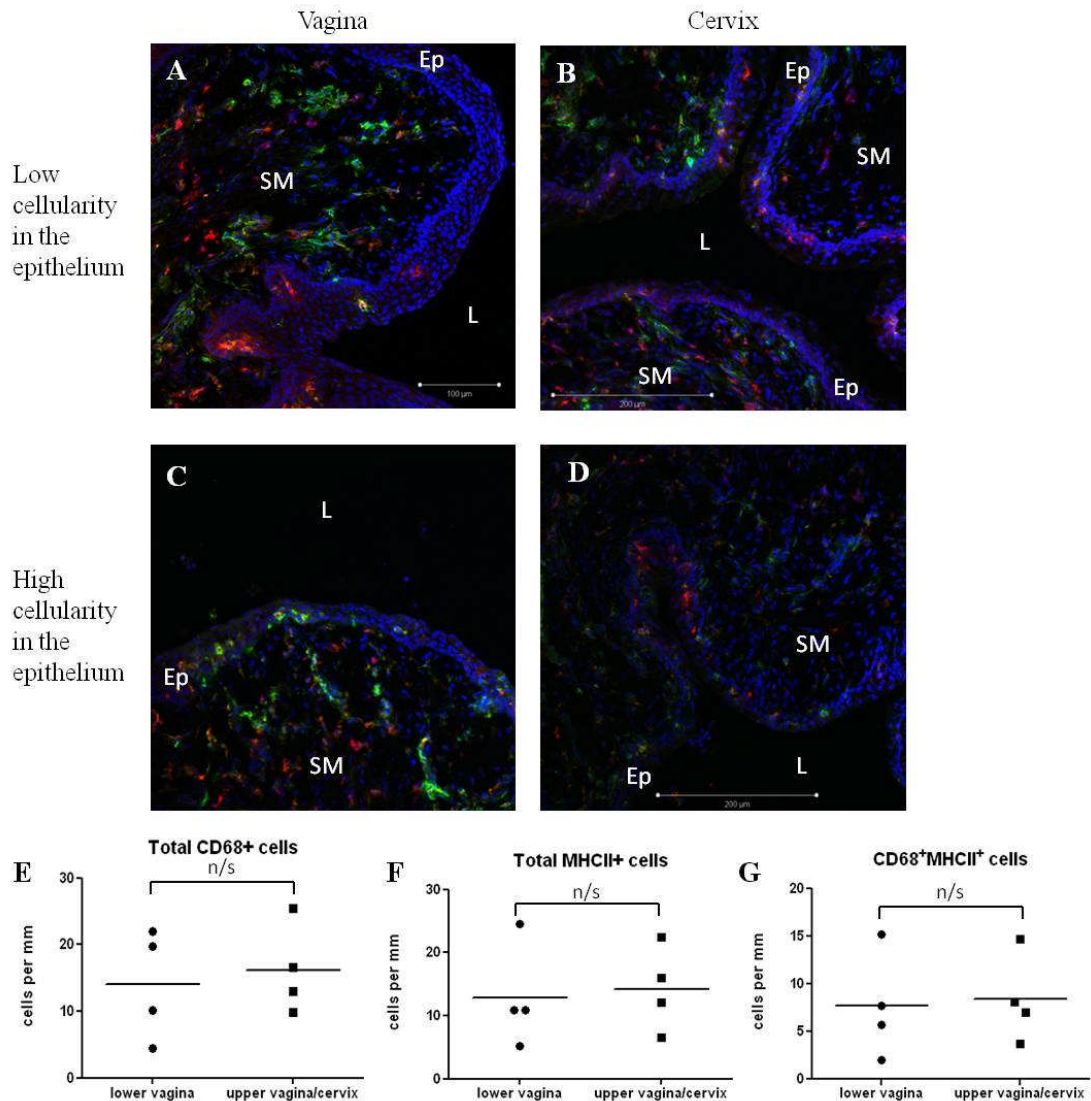 Vagina
Cervix
Low
cellularity
in the
epithelium
A
Ep
SM
L
100 µm
B
Ep
SM
L
SM
Ep
200 µm
High
cellularity
in the
epithelium
C
L
Ep
SM
D
SM
Ep
L
200 µm
E
Total CD68+ cells
n/s
cells per mm
30
20
10
0
lower vagina
upper vagina/cervix
F
Total MHCII+ cells
n/s
cells per mm
30
20
10
0
lower vagina
upper vagina/cervix
G
CD68⁺MHCII⁺ cells
n/s
cells per mm
20
15
10
5
0
lower vagina
upper vagina/cervix